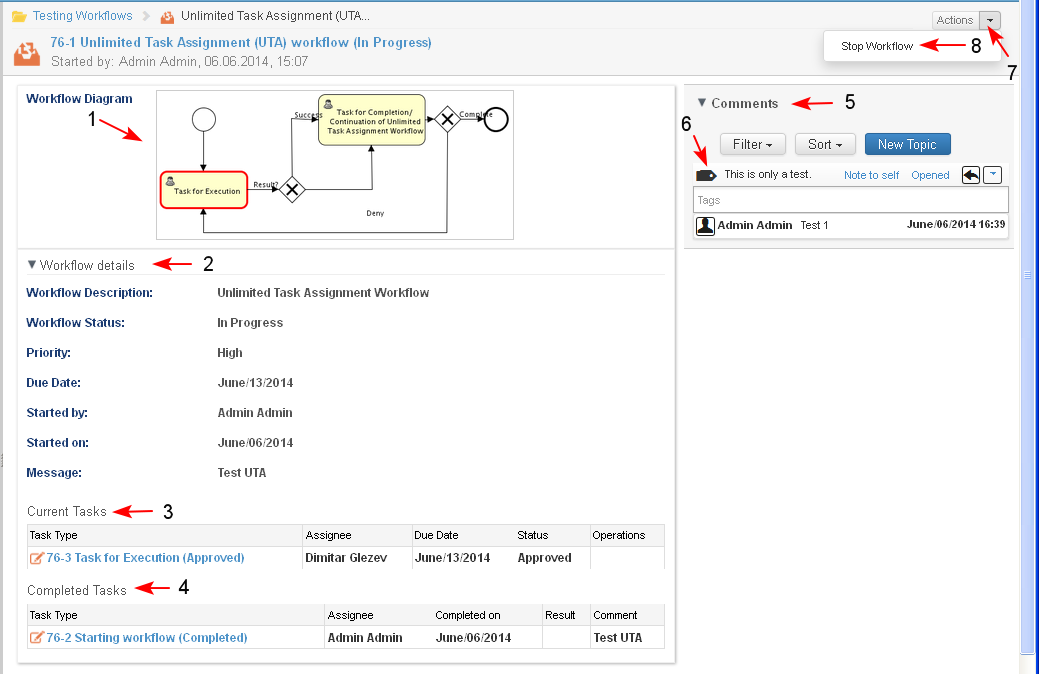 Testing Workflows > Unlimited Task Assignment (UTA...
Actions
76-1 Unlimited Task Assignment (UTA) workflow (In Progress)
Started by: Admin Admin, 06.06.2014, 15:07
Stop Workflow
8
7
Workflow Diagram
1
Success
Task for Completion/
Continuation of Unlimited
Task Assignment Workflow
Complete
Task for Execution
Result?
Deny
Comments
5
6
Filter
Sort
New Topic
This is only a test.
Note to self
Opened
Tags
Admin Admin Test 1 June/06/2014 16:39
Workflow details
2
Workflow Description: Unlimited Task Assignment Workflow
Workflow Status: In Progress
Priority: High
Due Date: June/13/2014
Started by: Admin Admin
Started on: June/06/2014
Message: Test UTA
Current Tasks
3
Task Type Assignee Due Date Status Operations
76-3 Task for Execution (Approved) Dimitar Glezev June/13/2014 Approved
Completed Tasks
4
Task Type Assignee Completed on Result Comment
76-2 Starting workflow (Completed) Admin Admin June/06/2014 Test UTA